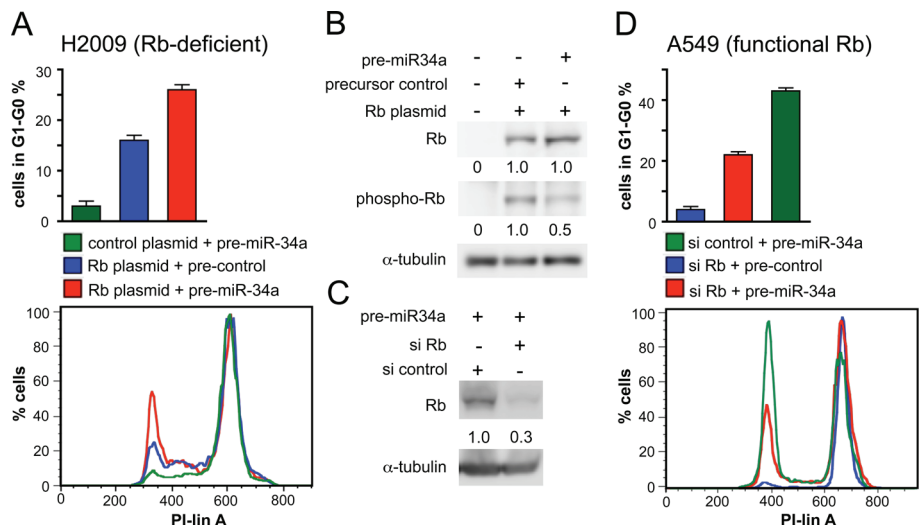 A
H2009 (Rb-deficient)
cells in G1-G0 %
30
20
10
0
control plasmid + pre-miR-34a
Rb plasmid + pre-control
Rb plasmid + pre-miR-34a
% cells
100
80
60
40
20
0
0 200 400 600 800
PI-lin A
B
pre-miR34a - - +
precursor control - + -
Rb plasmid - + +
Rb
0 1.0 1.0
phospho-Rb
0 1.0 0.5
α-tubulin
C
pre-miR34a + +
si Rb - +
si control + -
Rb
1.0 0.3
α-tubulin
D
A549 (functional Rb)
cells in G1-G0 %
40
20
0
si control + pre-miR-34a
si Rb + pre-control
si Rb + pre-miR-34a
% cells
100
80
60
40
20
0
0 200 400 600 800
PI-lin A